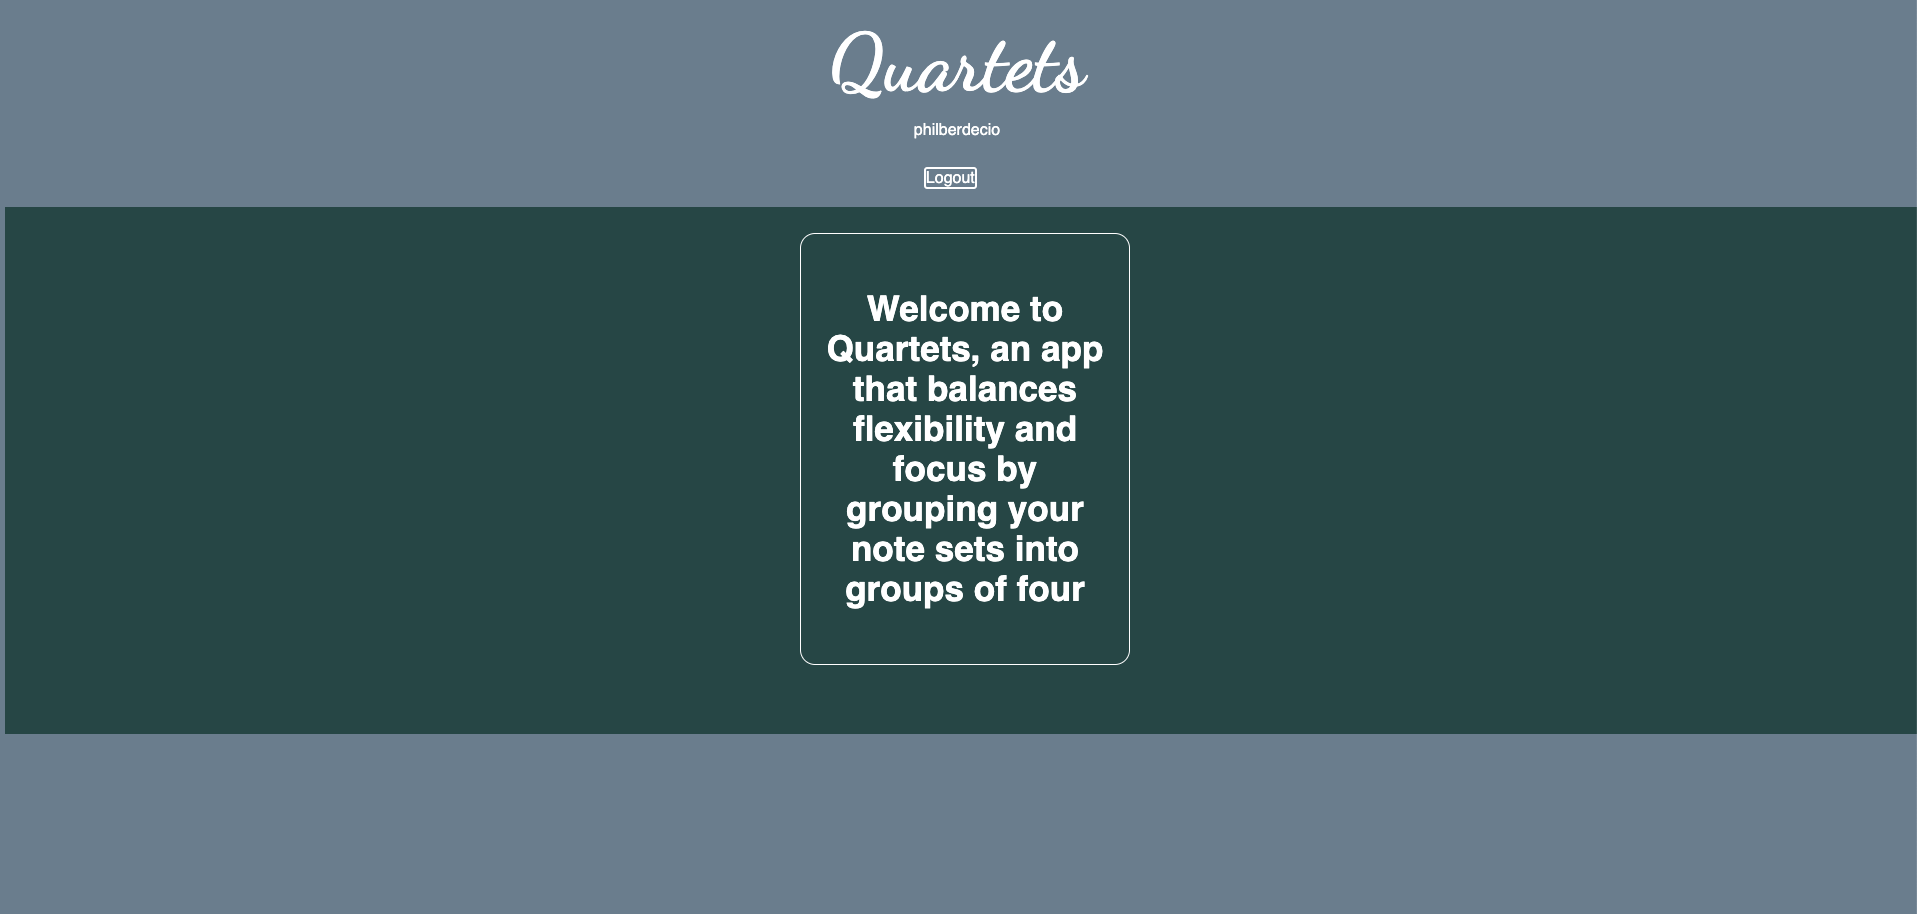 Quartets
philberdecio
Logout
Welcome to
Quartets, an app
that balances
flexibility and
focus by
grouping your
note sets into
groups of four